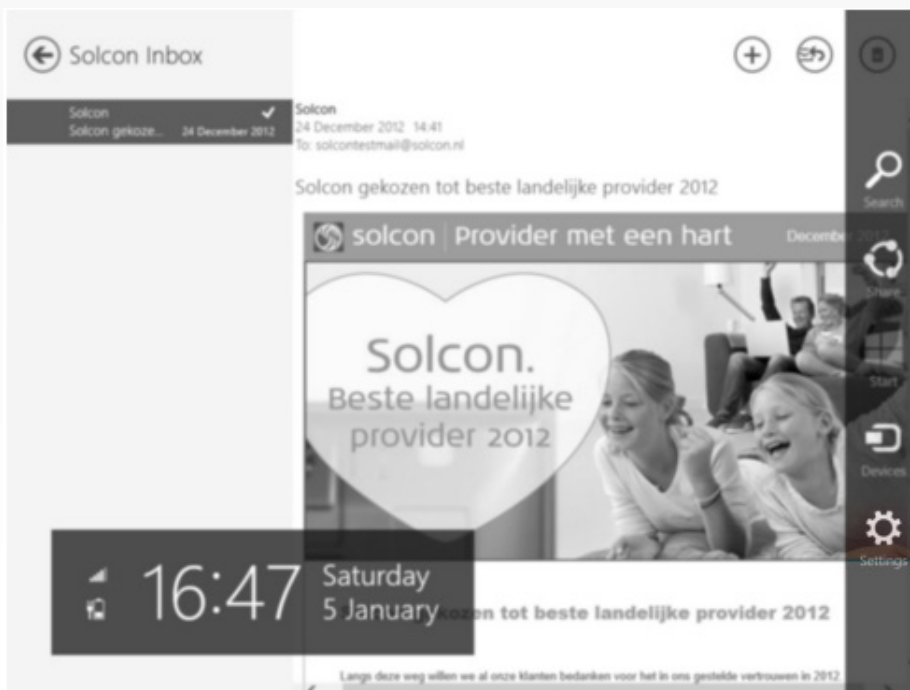 Solcon Inbox
Solcon
Solcon gekoze... 24 December 2012
Solcon
24 December 2012 14:41
To: solcontestmail@solcon.nl
Solcon gekozen tot beste landelijke provider 2012
solcon | Provider met een hart
December 2012
Solcon.
Beste landelijke
provider 2012
Search
Share
Start
Devices
Settings
16:47
Saturday
5 January
gekozen tot beste landelijke provider 2012
Langs deze weg willen we al onze klanten bedanken voor het in ons gestelde vertrouwen in 2012